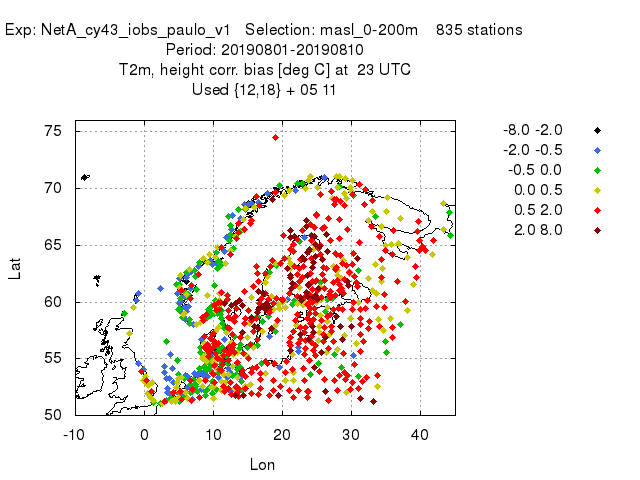 Exp: NetA_cy43_iobs_paulo_v1   Selection: masl_0-200m    835 stations
Period: 20190801-20190810
T2m, height corr. bias [deg C] at  23 UTC
Used {12,18} + 05 11
-8.0 -2.0
-2.0 -0.5
-0.5 0.0
0.0 0.5
0.5 2.0
2.0 8.0
75
70
65
60
55
50
Lat
-10 0 10 20 30 40
Lon